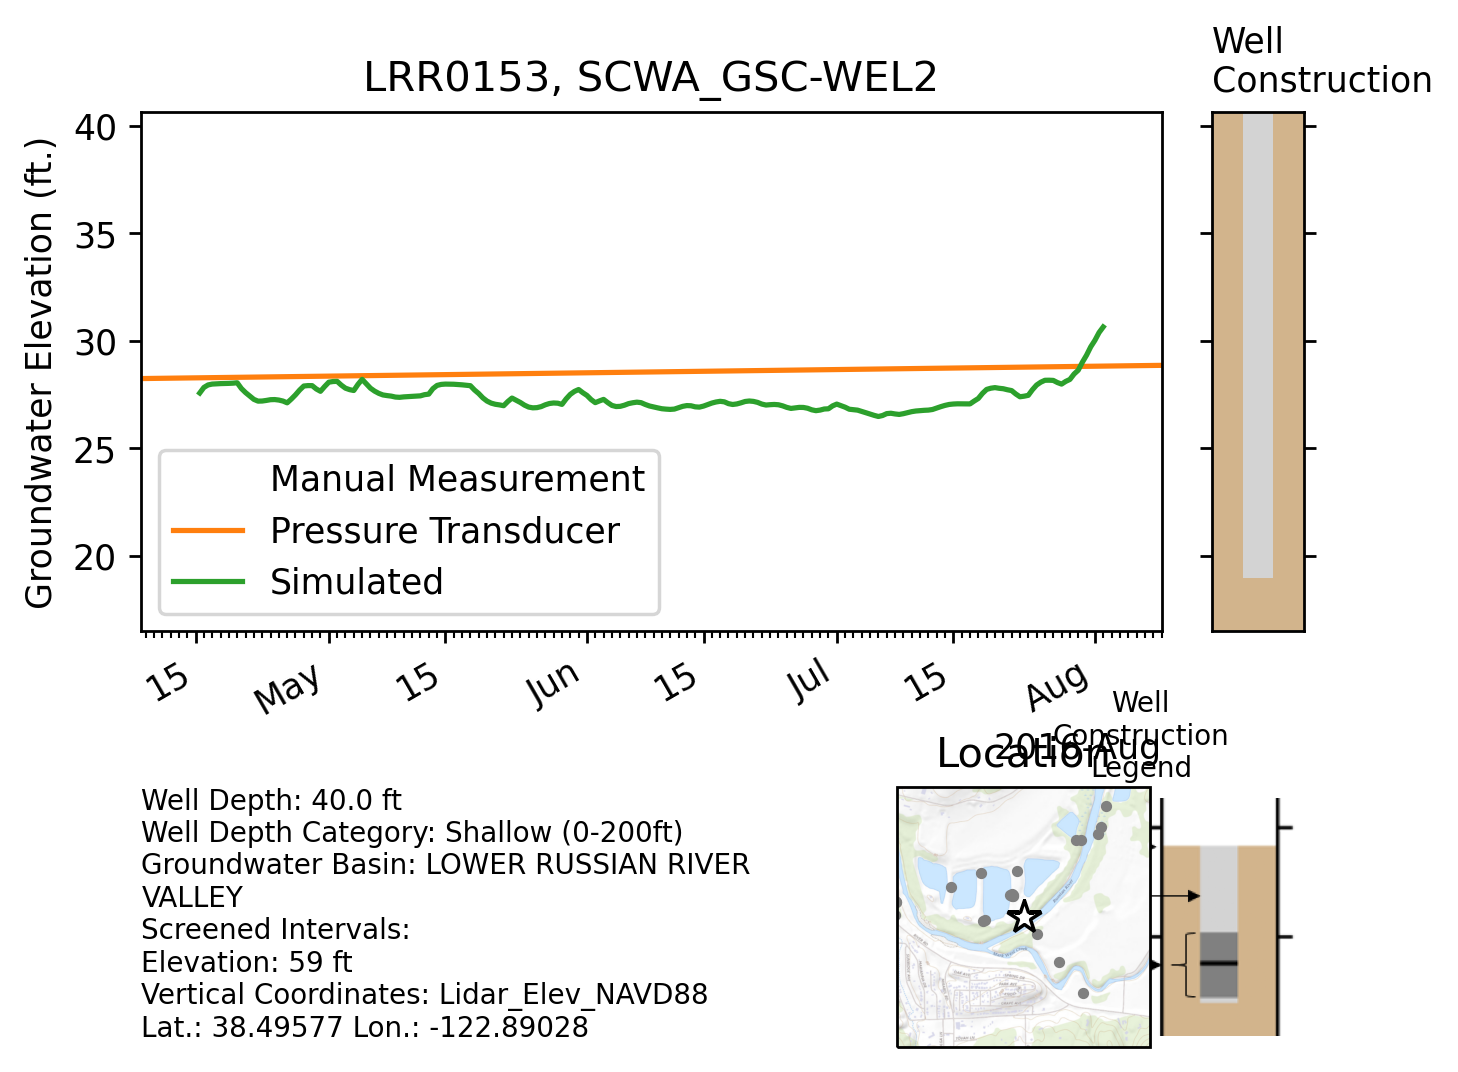 Well
Construction
LRR0153, SCWA_GSC-WEL2
Groundwater Elevation (ft.)
40
35
30
25
20
Manual Measurement
Pressure Transducer
Simulated
15
May
15
Jun
15
Jul
15
Aug
2016-Aug
Location
Well
Construction
Legend
Well Depth: 40.0 ft
Well Depth Category: Shallow (0-200ft)
Groundwater Basin: LOWER RUSSIAN RIVER
VALLEY
Screened Intervals:
Elevation: 59 ft
Vertical Coordinates: Lidar_Elev_NAVD88
Lat.: 38.49577 Lon.: -122.89028